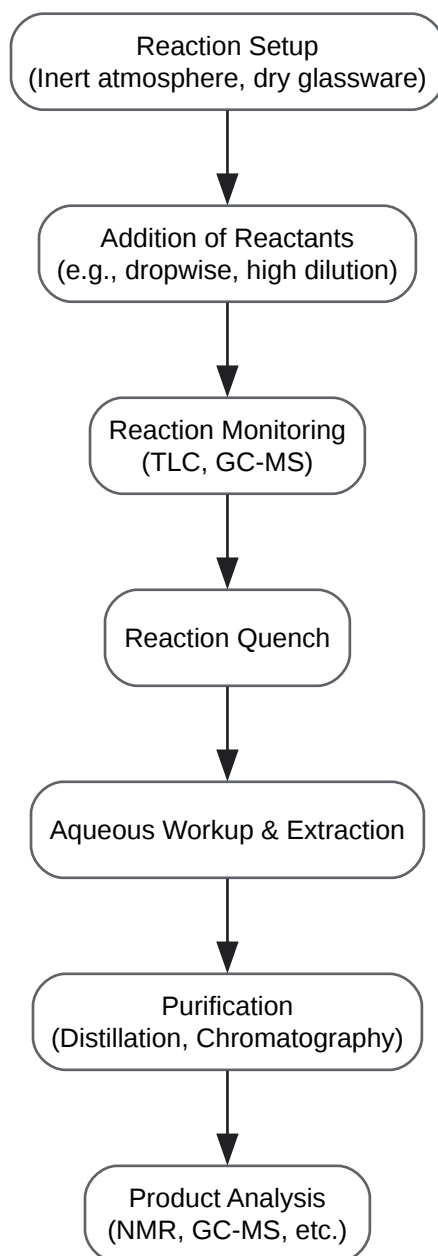 Reaction Setup
(Inert atmosphere, dry glassware)
Addition of Reactants
(e.g., dropwise, high dilution)
Reaction Monitoring
(TLC, GC-MS)
Reaction Quench
Aqueous Workup & Extraction
Purification
(Distillation, Chromatography)
Product Analysis
(NMR, GC-MS, etc.)